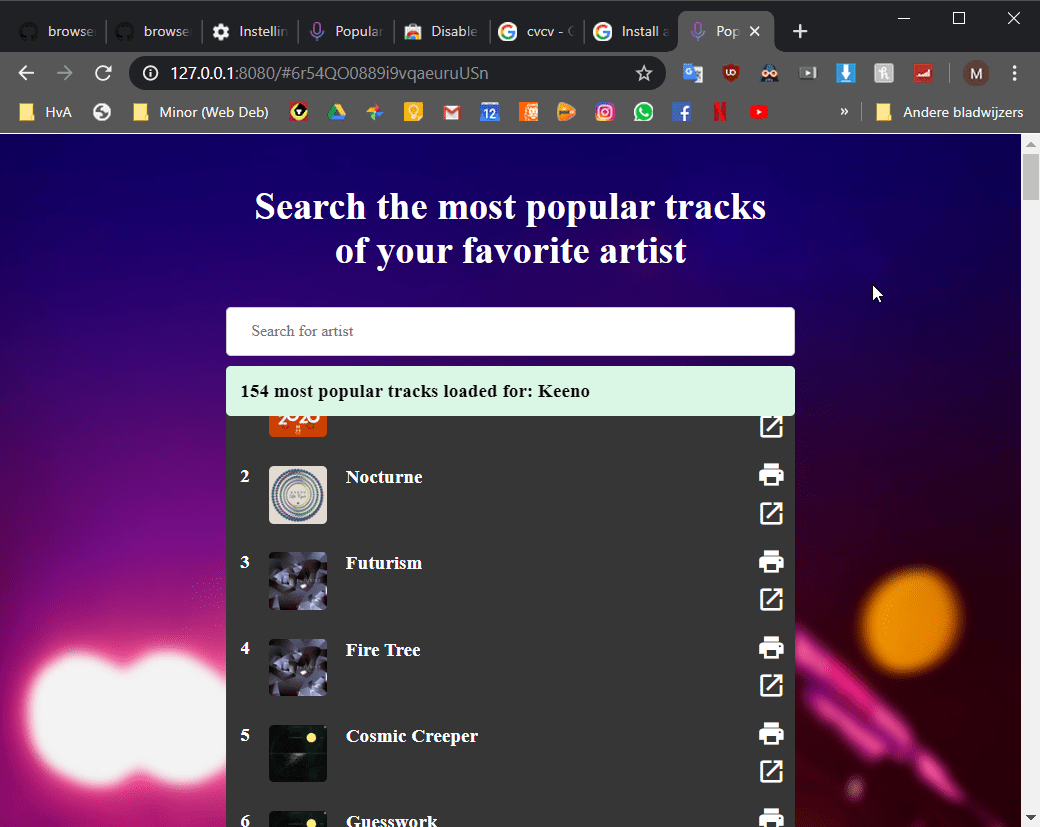 browse
browse
Instellin
Popular
Disable
cvcv - G
Install a
Pop
127.0.0.1:8080/#6r54QO0889i9vqaeuruUSn
M
HvA
Minor (Web Deb)
12
»
Andere bladwijzers
Search the most popular tracks
of your favorite artist
Search for artist
154 most popular tracks loaded for: Keeno
2020
2 Nocturne
3 Futurism
4 Fire Tree
5 Cosmic Creeper
6 Guesswork